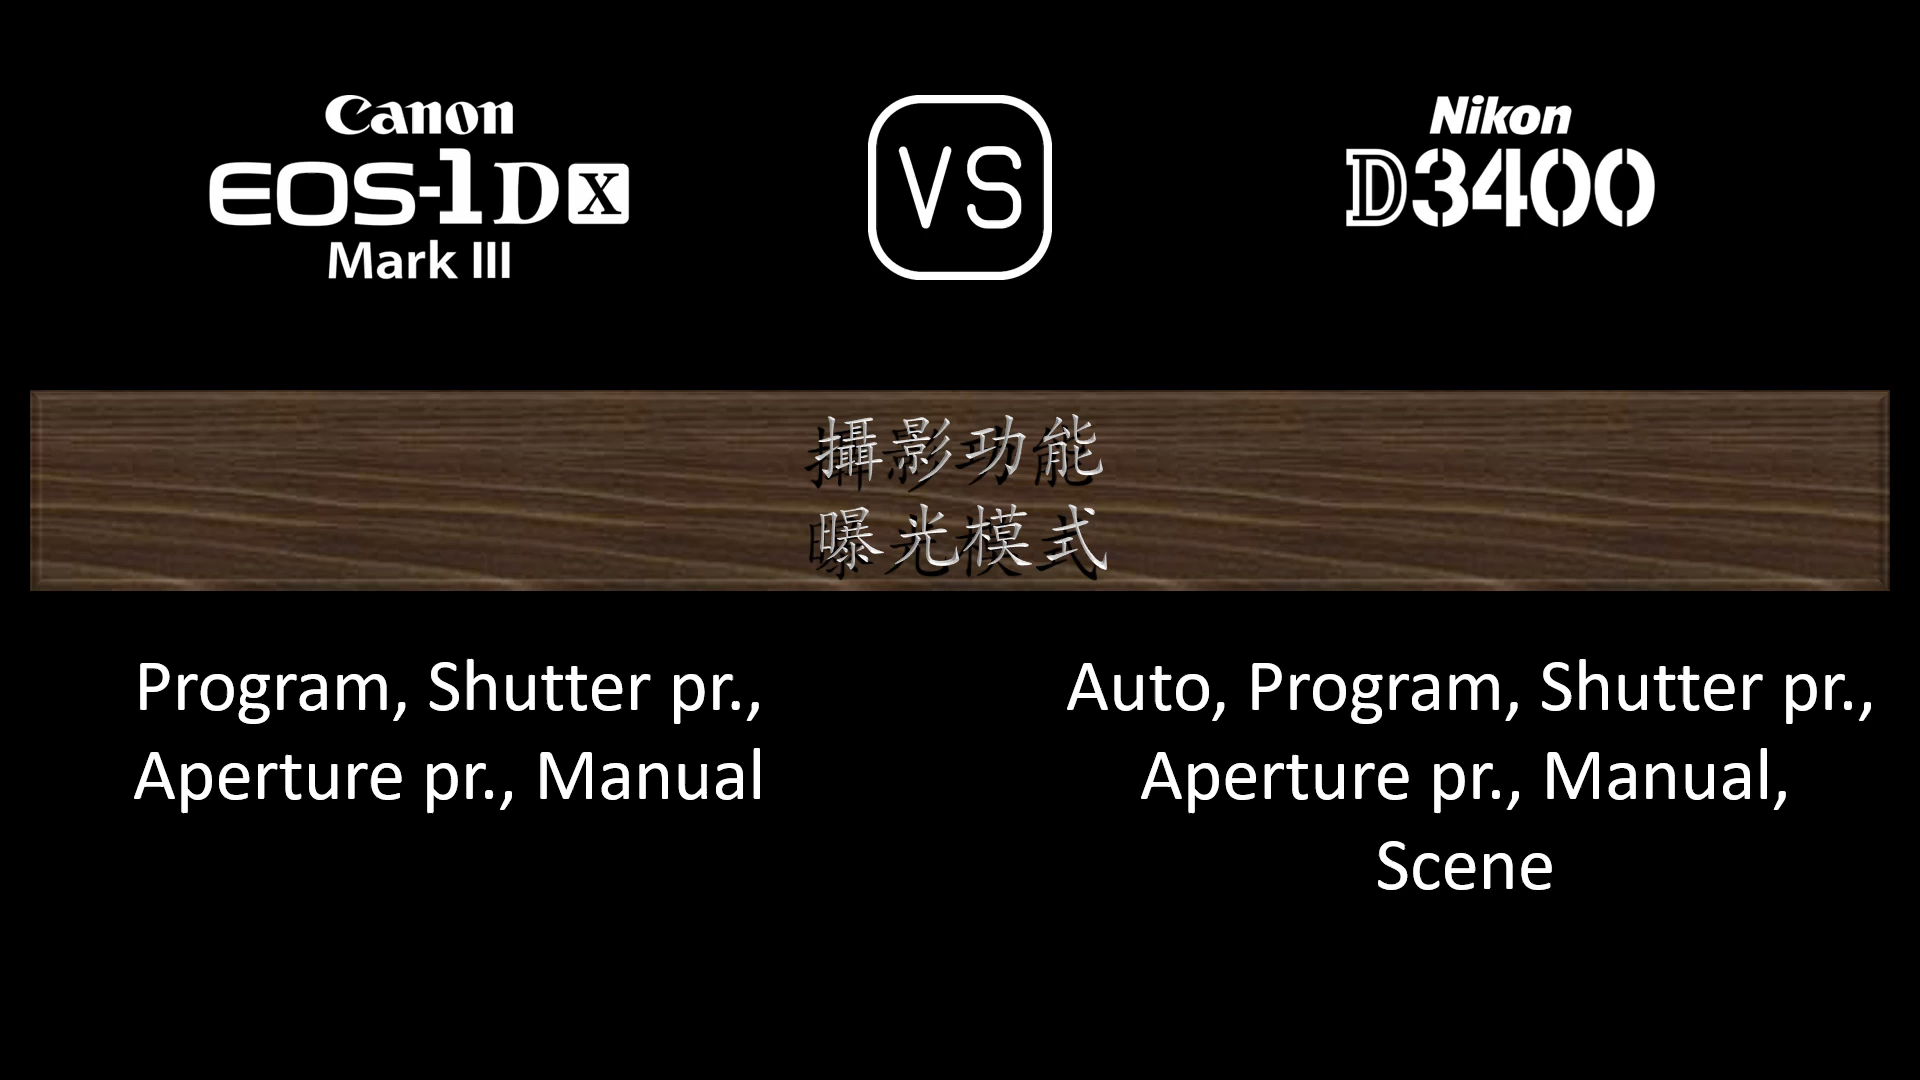 Canon
EOS-1D X
Mark III
VS
Nikon
D3400
攝影功能
曝光模式
Program, Shutter pr.,
Aperture pr., Manual
Auto, Program, Shutter pr.,
Aperture pr., Manual,
Scene